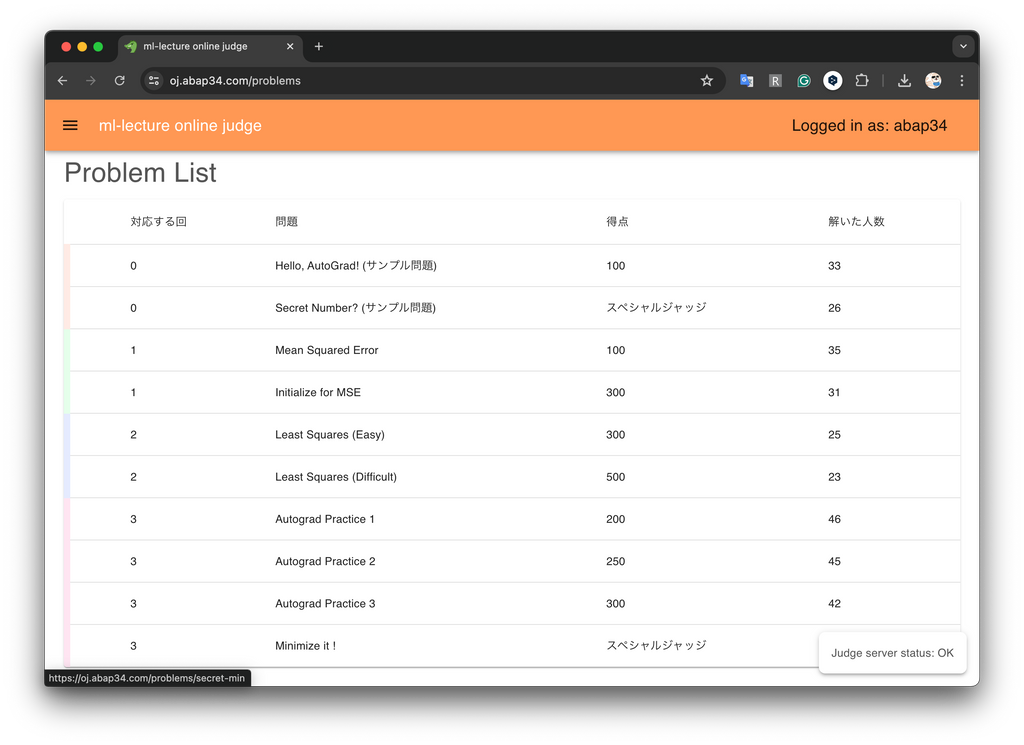 ml-lecture online judge
oj.abap34.com/problems
ml-lecture online judge Logged in as: abap34
Problem List
対応する回 問題 得点 解いた人数
0 Hello, AutoGrad! (サンプル問題) 100 33
0 Secret Number? (サンプル問題) スペシャルジャッジ 26
1 Mean Squared Error 100 35
1 Initialize for MSE 300 31
2 Least Squares (Easy) 300 25
2 Least Squares (Difficult) 500 23
3 Autograd Practice 1 200 46
3 Autograd Practice 2 250 45
3 Autograd Practice 3 300 42
3 Minimize it ! スペシャルジャッジ
Judge server status: OK
https://oj.abap34.com/problems/secret-min